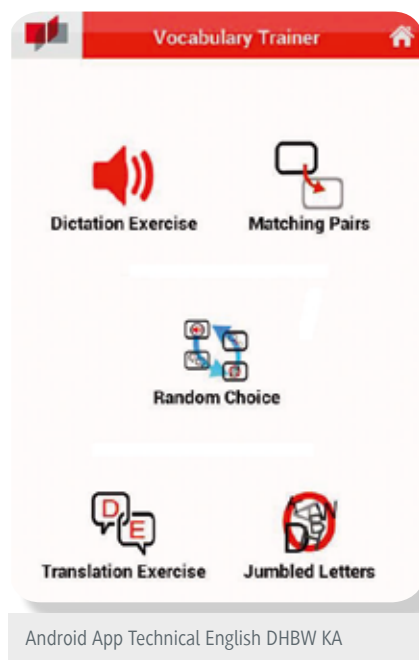 Vocabulary Trainer
Dictation Exercise
Matching Pairs
Random Choice
D
E
Translation Exercise
Jumbled Letters
Android App Technical English DHBW KA